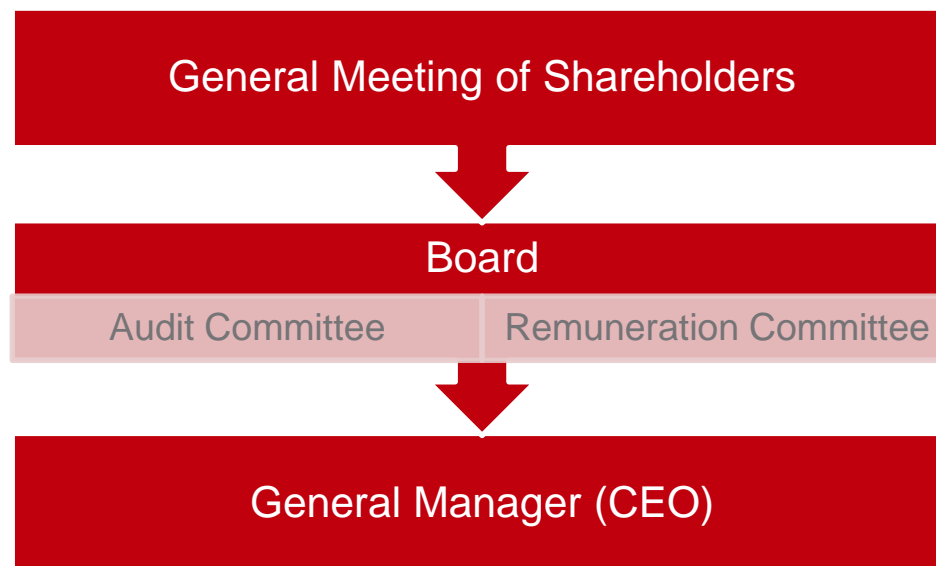 General Meeting of Shareholders
Board
Audit Committee
Remuneration Committee
General Manager (CEO)